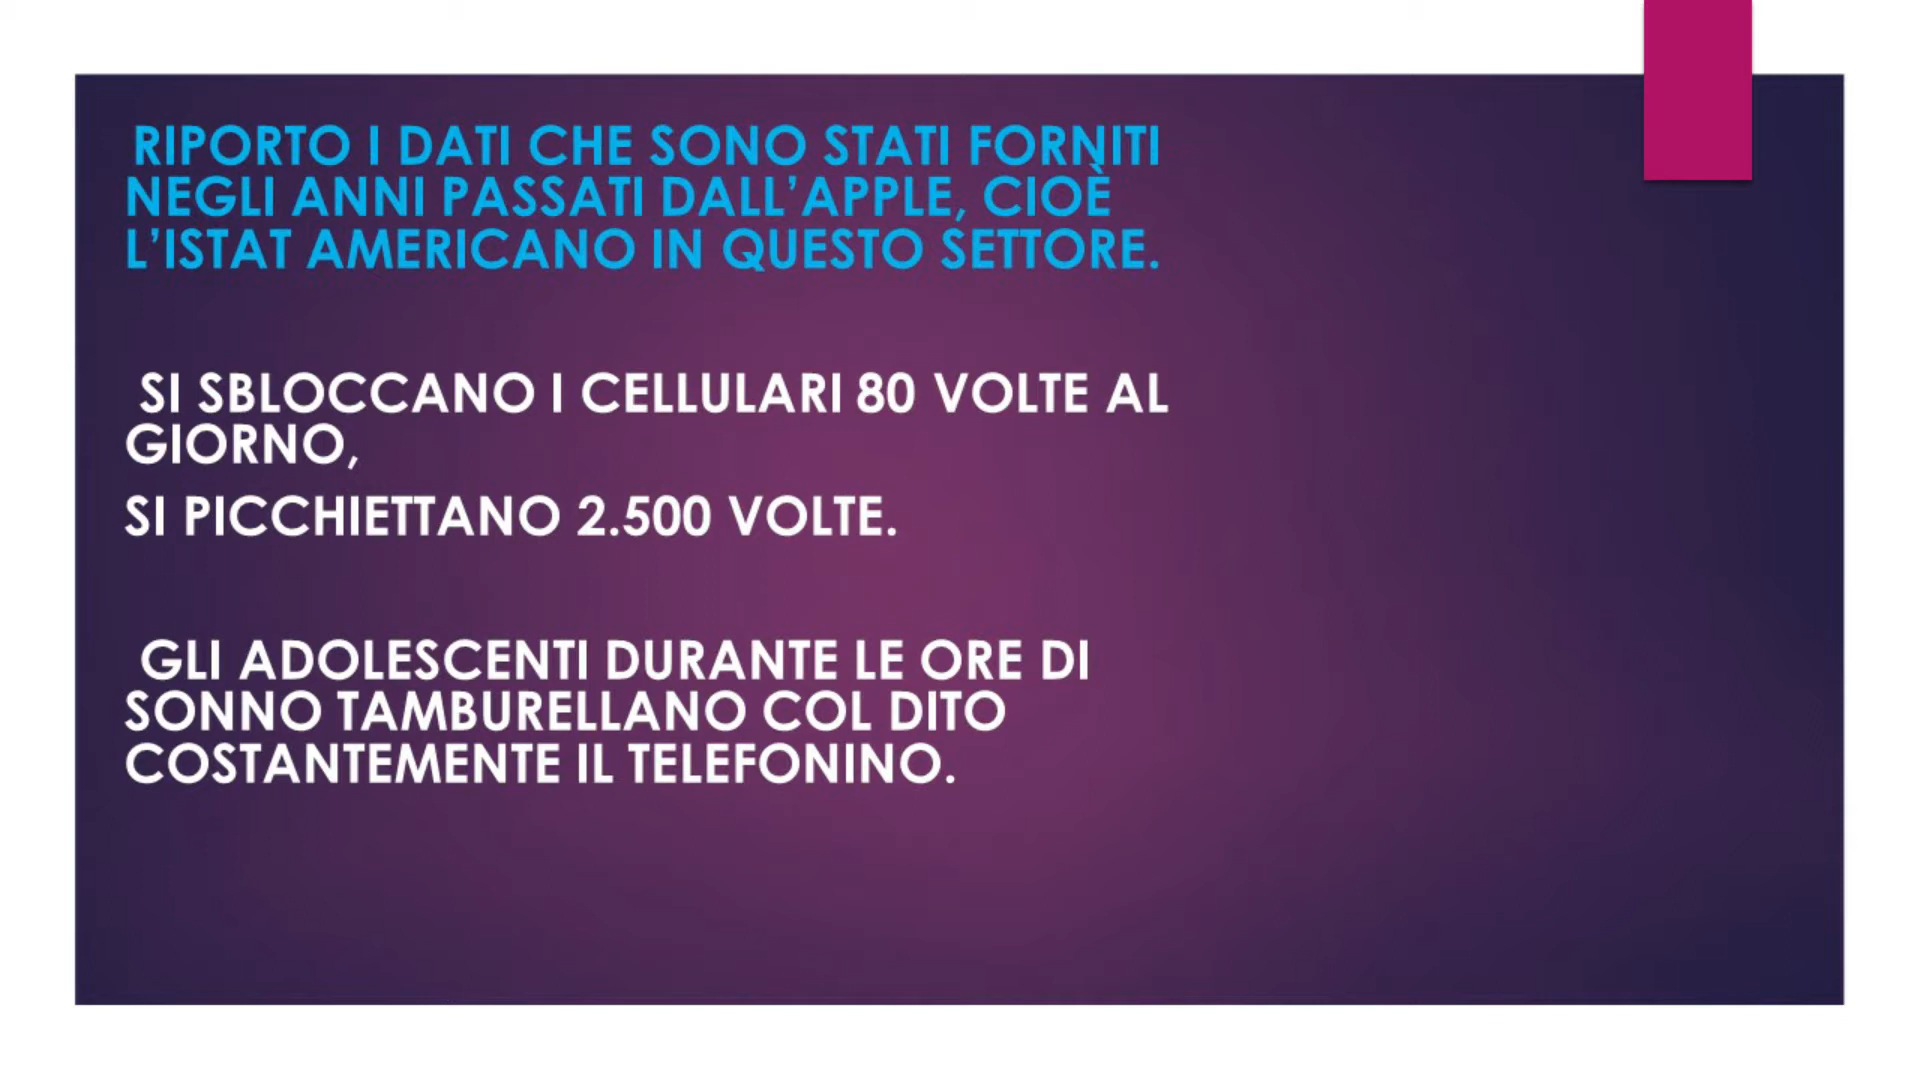 RIPORTO I DATI CHE SONO STATI FORNITI
NEGLI ANNI PASSATI DALL’APPLE, CIOÈ
L’ISTAT AMERICANO IN QUESTO SETTORE.
SI SBLOCCANO I CELLULARI 80 VOLTE AL
GIORNO,
SI PICCHIETTANO 2.500 VOLTE.
GLI ADOLESCENTI DURANTE LE ORE DI
SONNO TAMBURELLANO COL DITO
COSTANTEMENTE IL TELEFONINO.